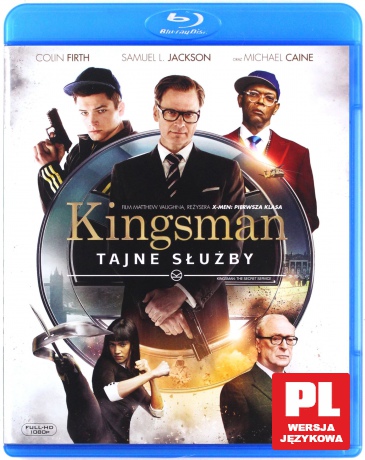 Blu-ray Disc
COLIN FIRTH SAMUEL L. JACKSON ORAZ MICHAEL CAINE
FILM MATTHEW VAUGHNA, REŻYSERA X-MEN: PIERWSZA KLASA
Kingsman
TAJNE SŁUŻBY
KINGSMAN: THE SECRET SERVICE
FULL-HD
1080p
PL
WERSJA
JĘZYKOWA